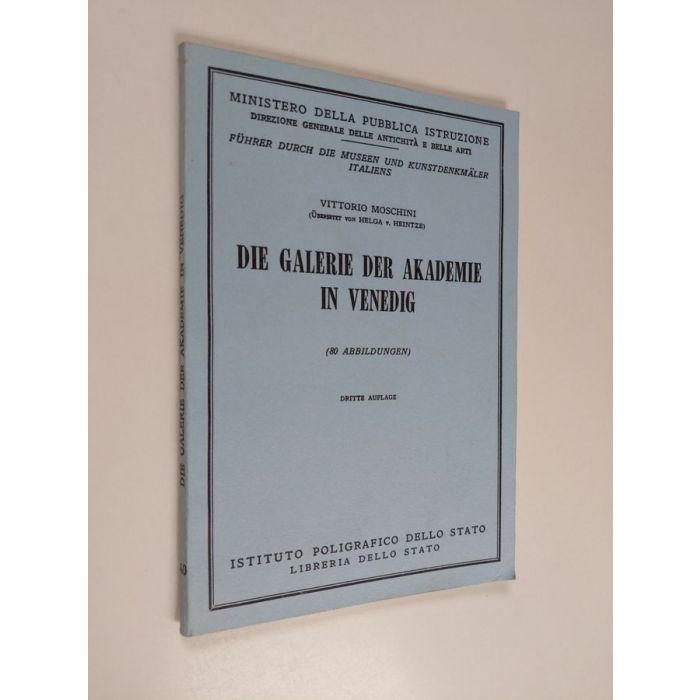 MINISTERO DELLA PUBBLICA ISTRUZIONE
DIREZIONE GENERALE DELLE ANTICHITÀ E BELLE ARTI
FÜHRER DURCH DIE MUSEEN UND KUNSTDENKMÄLER
ITALIENS
VITTORIO MOSCHINI
(ÜBERSETZT VON HELGA v. HEINTZE)
DIE GALERIE DER AKADEMIE
IN VENEDIG
(80 ABBILDUNGEN)
DRITTE AUFLAGE
ISTITUTO POLIGRAFICO DELLO STATO
LIBRERIA DELLO STATO
DIE GALERIE DER AKADEMIE IN VENEDIG